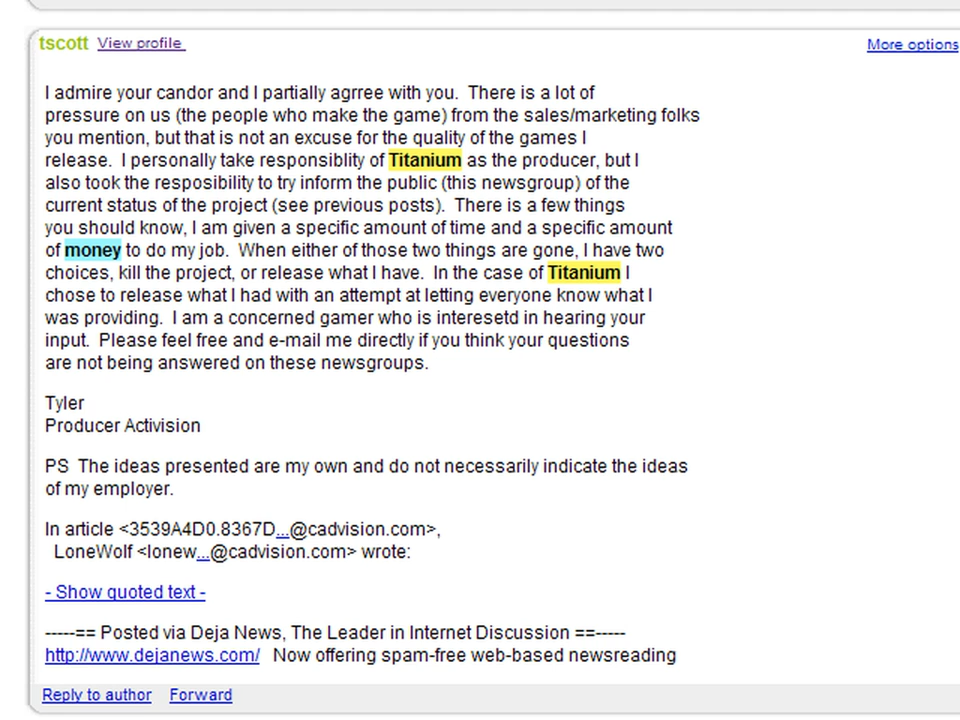 tscott View profile More options
I admire your candor and I partially agrree with you. There is a lot of
pressure on us (the people who make the game) from the sales/marketing folks
you mention, but that is not an excuse for the quality of the games I
release. I personally take responsiblity of Titanium as the producer, but I
also took the resposibility to try inform the public (this newsgroup) of the
current status of the project (see previous posts). There is a few things
you should know, I am given a specific amount of time and a specific amount
of money to do my job. When either of those two things are gone, I have two
choices, kill the project, or release what I have. In the case of Titanium I
chose to release what I had with an attempt at letting everyone know what I
was providing. I am a concerned gamer who is interesetd in hearing your
input. Please feel free and e-mail me directly if you think your questions
are not being answered on these newsgroups.
Tyler
Producer Activision
PS The ideas presented are my own and do not necessarily indicate the ideas
of my employer.
In article <3539A4D0.8367D...@cadvision.com>,
LoneWolf <lonew...@cadvision.com> wrote:
- Show quoted text -
-----== Posted via Deja News, The Leader in Internet Discussion ==-----
http://www.dejanews.com/ Now offering spam-free web-based newsreading
Reply to author Forward